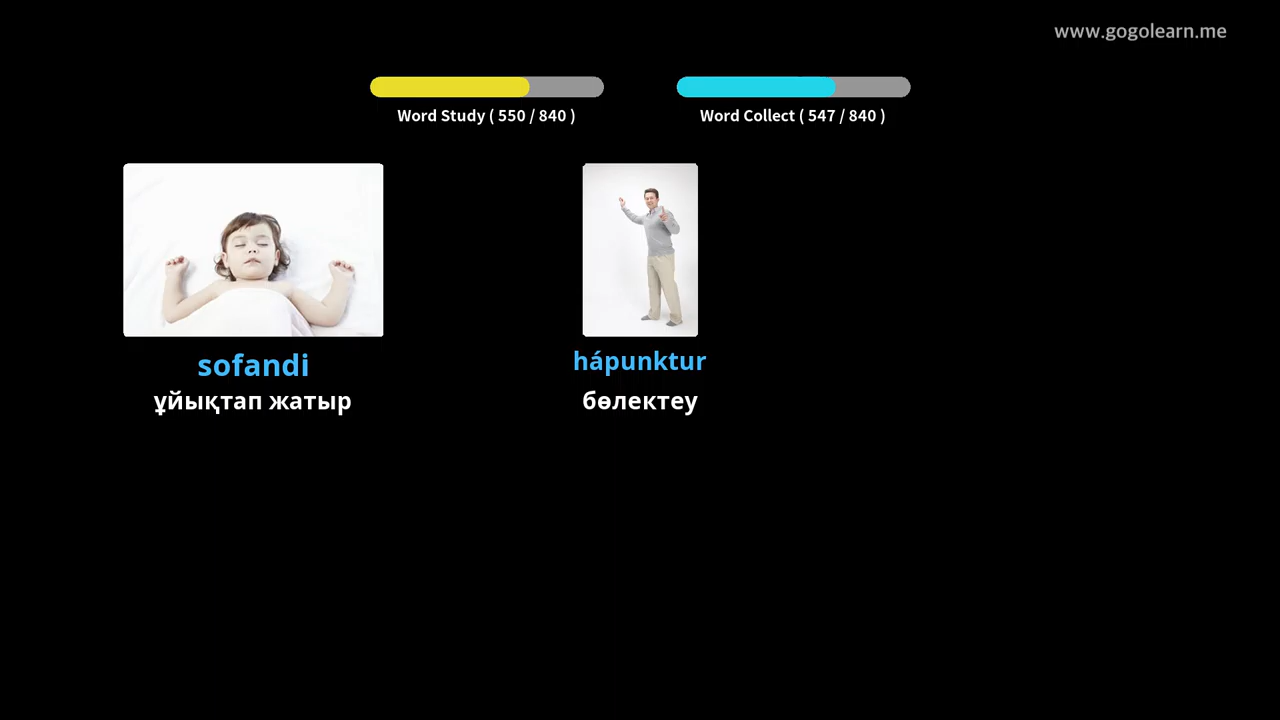 www.gogolearn.me
Word Study ( 550 / 840 )
Word Collect ( 547 / 840 )
sofandi
ұйықтап жатыр
hápunktur
бөлектеу